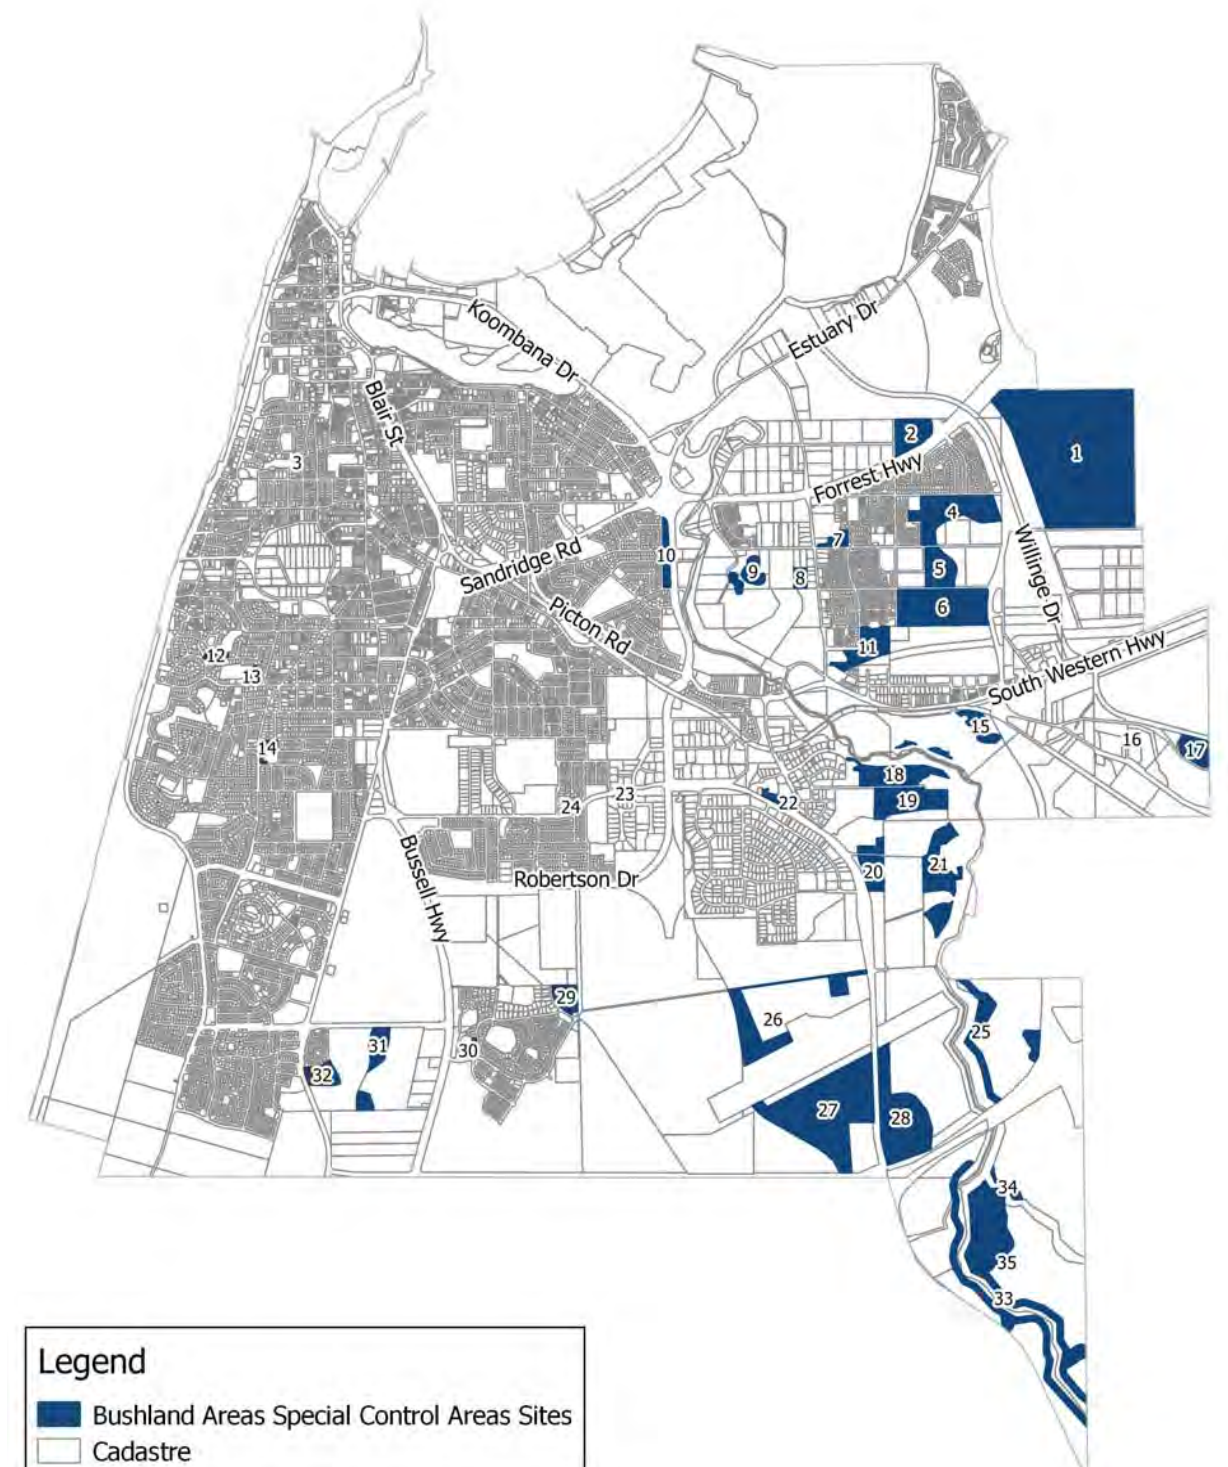 Koombana Dr
Estuary Dr
Blair St
2
1
3
Forrest Hwy
4
7
10
Sandridge Rd
Willinge Dr
9
8
5
6
Picton Rd
11
12
13
South Western Hwy
15
16
17
14
18
19
22
23
24
Bussell Hwy
20
21
Robertson Dr
29
26
25
31
30
32
27
28
34
35
33
Legend
Bushland Areas Special Control Areas Sites
Cadastre